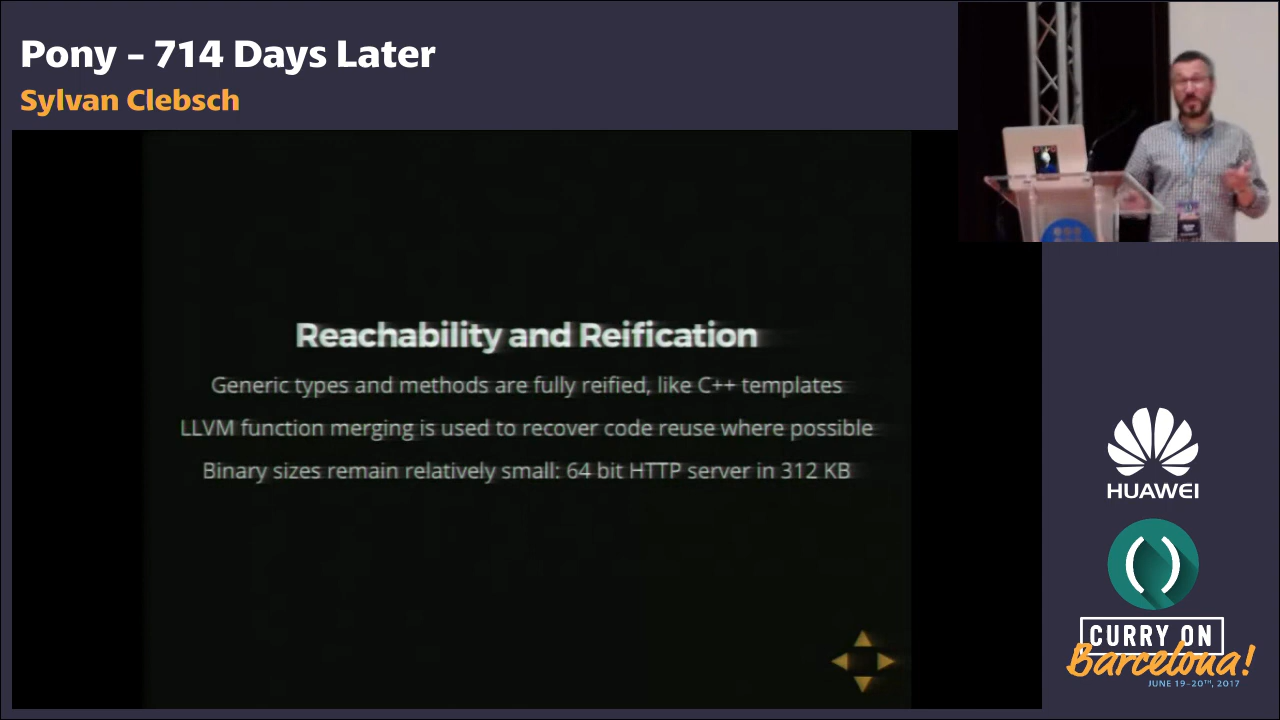 Pony – 714 Days Later
Sylvan Clebsch
Reachability and Reification
Generic types and methods are fully reified, like C++ templates
LLVM function merging is used to recover code reuse where possible
Binary sizes remain relatively small: 64 bit HTTP server in 312 KB
HUAWEI
CURRY ON
Barcelona!
JUNE 19-20TH, 2017